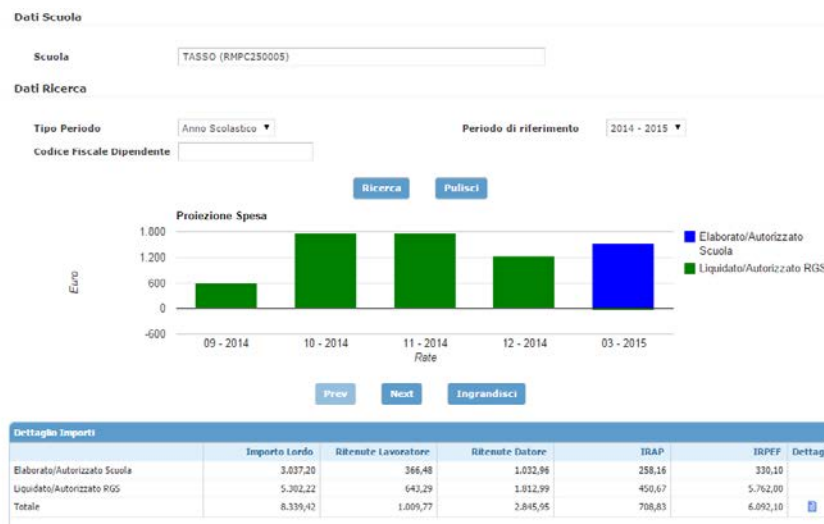 Dati Scuola
Scuola TASSO (RMPC250005)
Dati Ricerca
Tipo Periodo Anno Scolastico Periodo di riferimento 2014 - 2015
Codice Fiscale Dipendente
Ricerca Pulisci
Proiezione Spesa
1.800
1.200
600
0
-600
Euro
09 - 2014 10 - 2014 11 - 2014 12 - 2014 03 - 2015
Rate
Elaborato/Autorizzato
Scuola
Liquidato/Autorizzato RGS
Prev Next Ingrandisci
Dettaglio Importi
Importo Lordo Ritenute Lavoratore Ritenute Datore IRAP IRPEF Dettag
Elaborato/Autorizzato Scuola 3.037,20 366,48 1.032,96 258,16 330,10
Liquidato/Autorizzato RGS 5.302,22 643,29 1.812,99 450,67 5.762,00
Totale 8.339,42 1.009,77 2.845,95 708,83 6.092,10